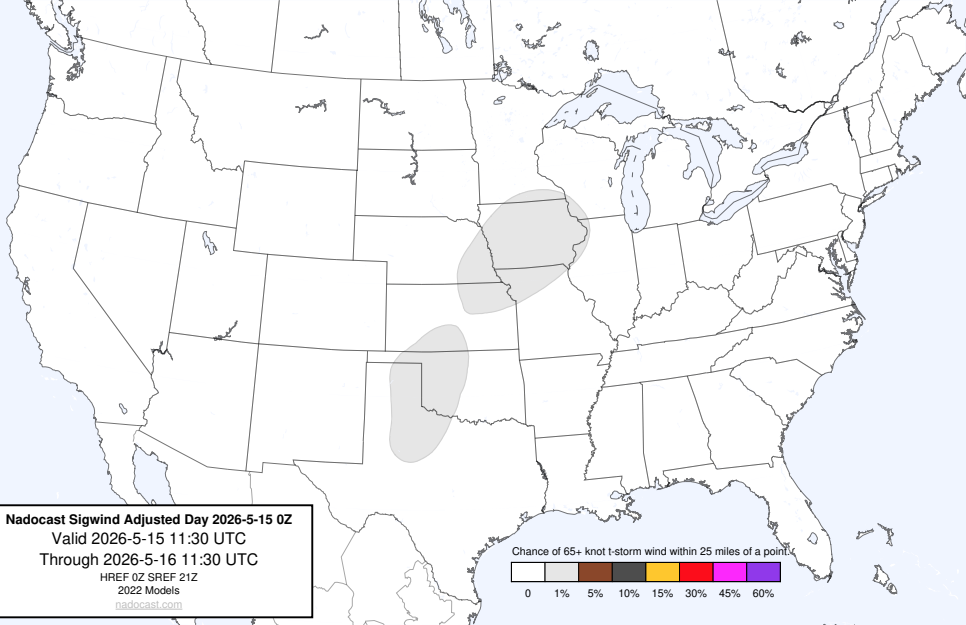 Nadocast Sigwind Adjusted Day 2026-5-15 0Z
Valid 2026-5-15 11:30 UTC
Through 2026-5-16 11:30 UTC
HREF 0Z SREF 21Z
2022 Models
nadocast.com
Chance of 65+ knot t-storm wind within 25 miles of a point.
0 1% 5% 10% 15% 30% 45% 60%